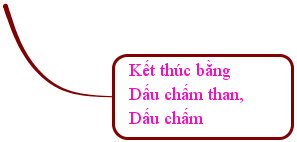 Kết thúc bằng
Dấu chấm than,
Dấu chấm